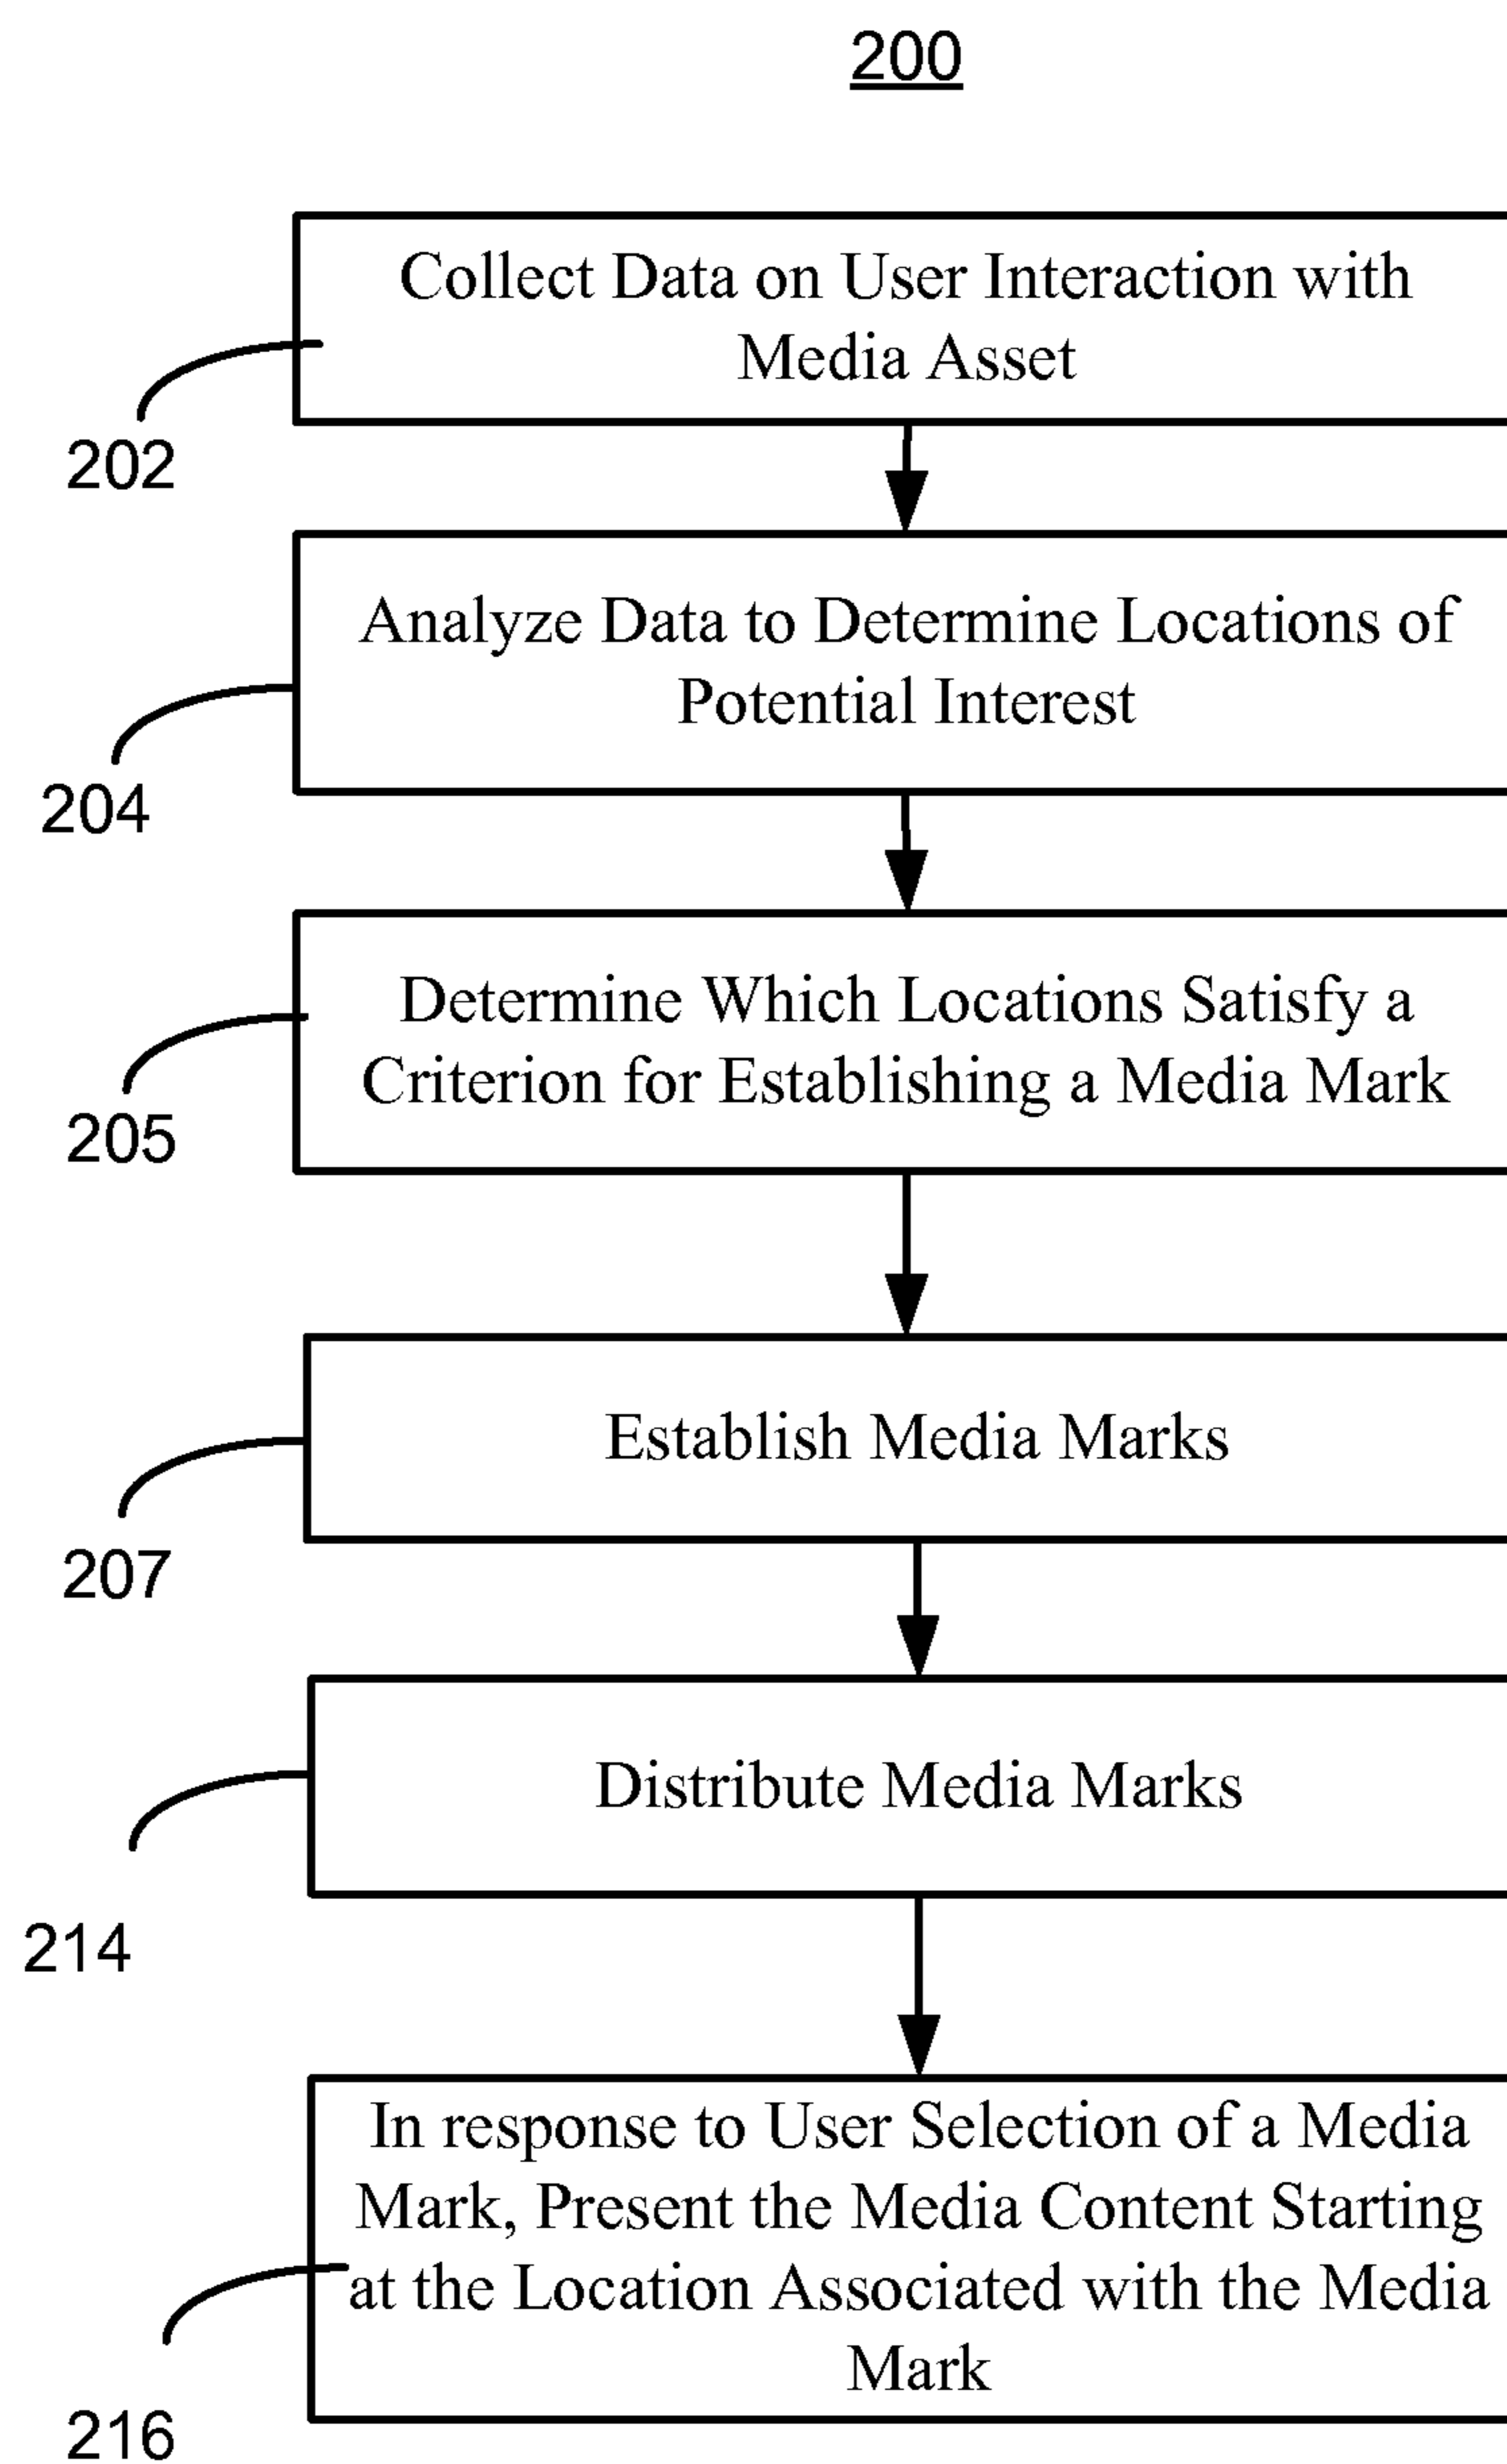 200
Collect Data on User Interaction with
Media Asset
202
Analyze Data to Determine Locations of
Potential Interest
204
Determine Which Locations Satisfy a
Criterion for Establishing a Media Mark
205
Establish Media Marks
207
Distribute Media Marks
214
In response to User Selection of a Media
Mark, Present the Media Content Starting
at the Location Associated with the Media
Mark
216